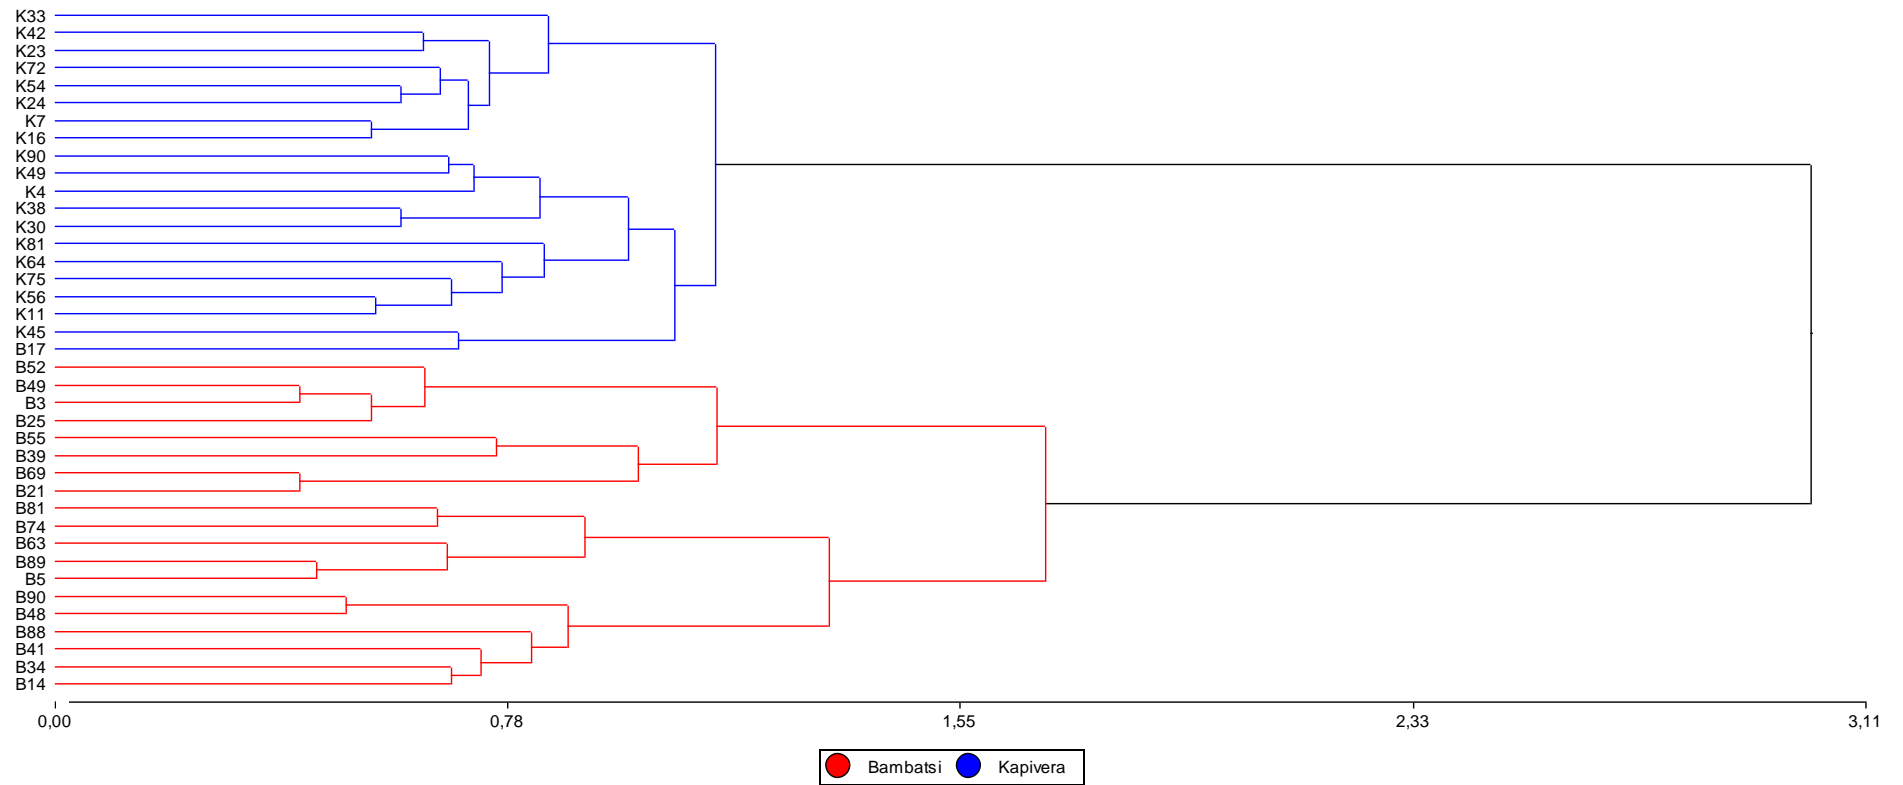 K33
K42
K23
K72
K54
K24
K7
K16
K90
K49
K4
K38
K30
K81
K64
K75
K56
K11
K45
B17
B52
B49
B3
B25
B55
B39
B69
B21
B81
B74
B63
B89
B5
B90
B48
B88
B41
B34
B14
0,00 0,78 1,55 2,33 3,11
Bambatsi Kapivera